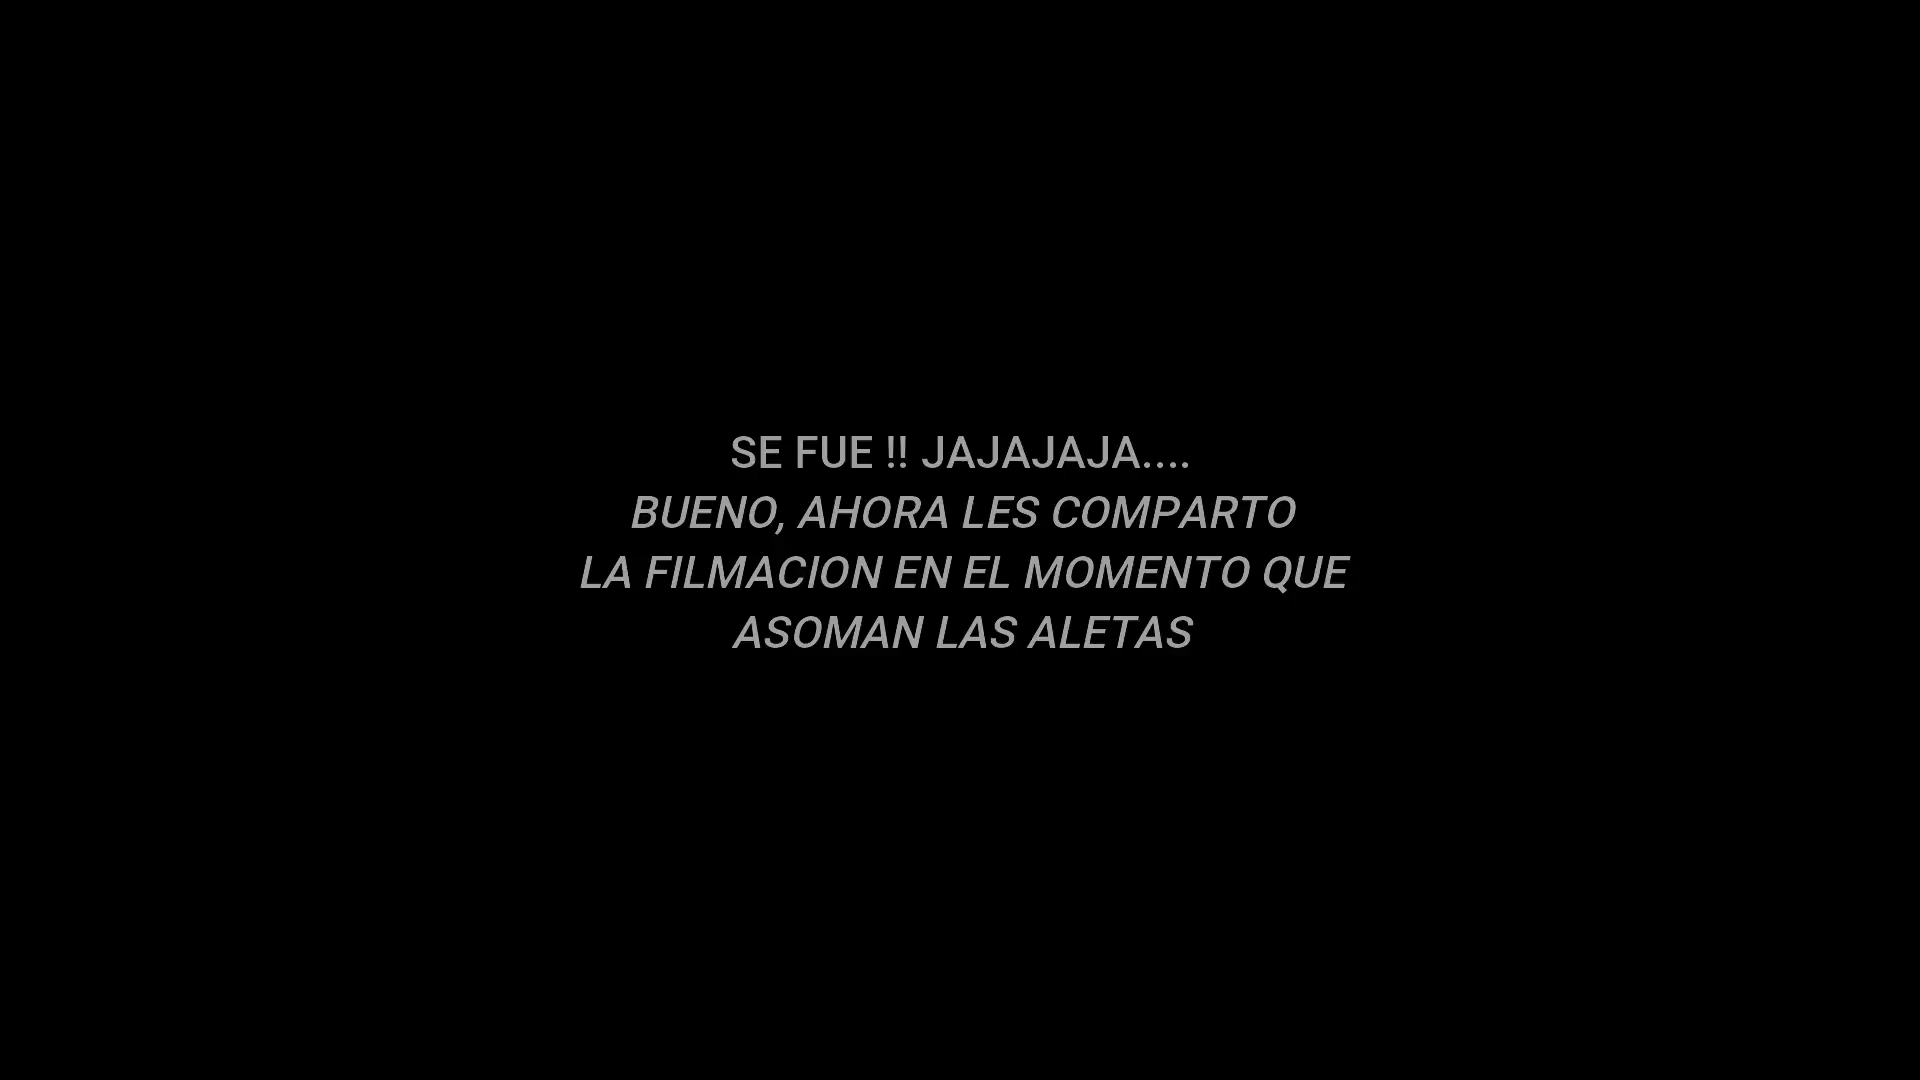 SE FUE !! JAJAJAJA....
BUENO, AHORA LES COMPARTO
LA FILMACION EN EL MOMENTO QUE
ASOMAN LAS ALETAS